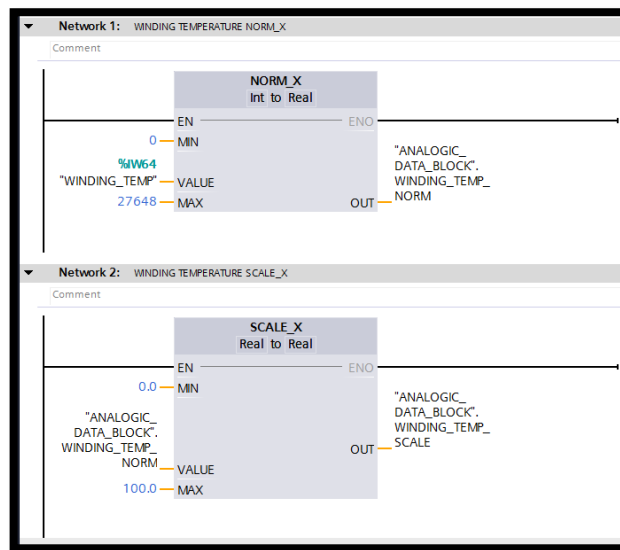 Network 1: WINDING TEMPERATURE NORM_X
Comment
NORM_X
Int to Real
EN ENO
0 MIN
%IW64
"WINDING_TEMP" VALUE
27648 MAX
OUT
"ANALOGIC_
DATA_BLOCK".
WINDING_TEMP_
NORM
Network 2: WINDING TEMPERATURE SCALE_X
Comment
SCALE_X
Real to Real
EN ENO
0.0 MIN
"ANALOGIC_
DATA_BLOCK".
WINDING_TEMP_
NORM
VALUE
100.0 MAX
OUT
"ANALOGIC_
DATA_BLOCK".
WINDING_TEMP_
SCALE